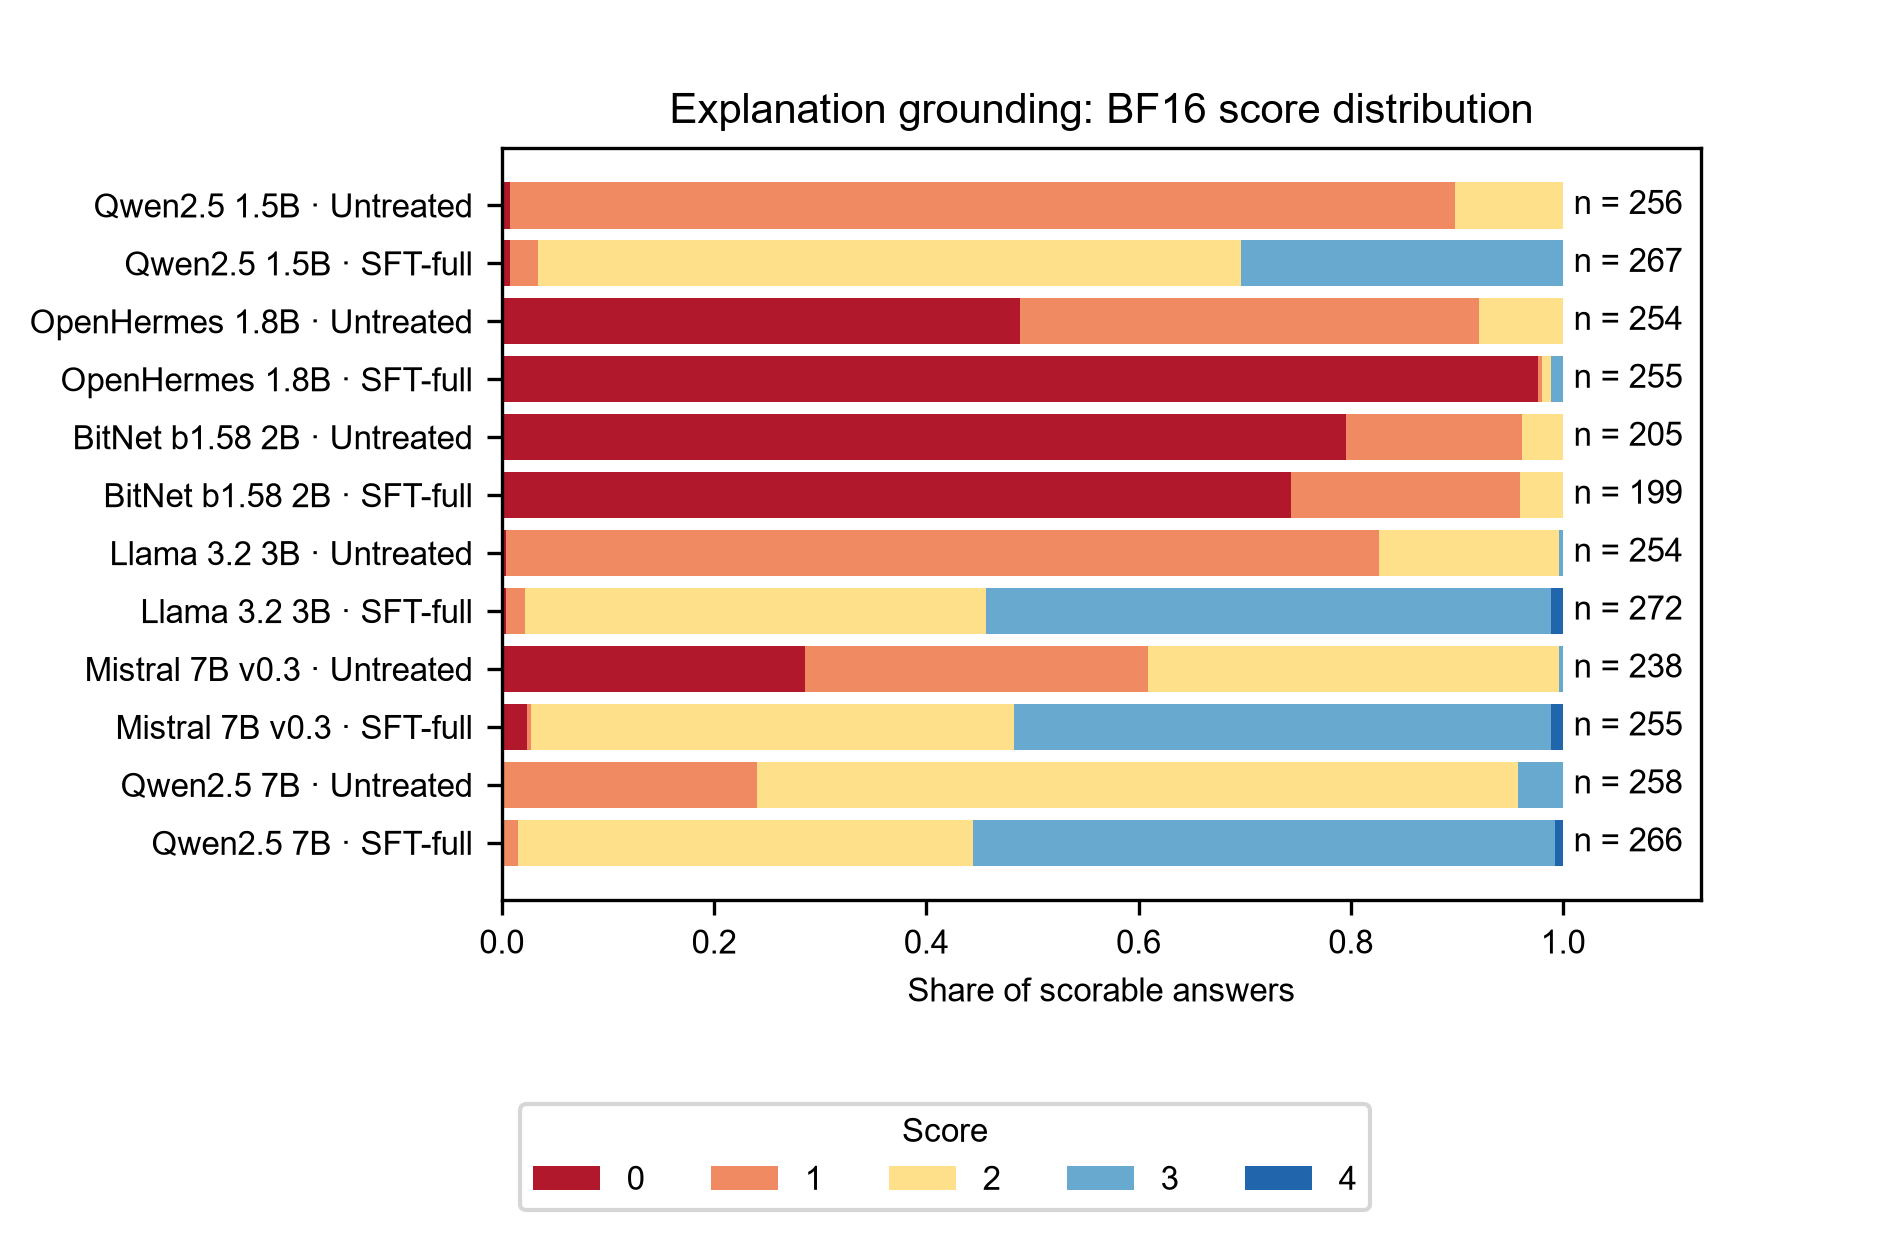 Explanation grounding: BF16 score distribution
Qwen2.5 1.5B · Untreated n = 256
Qwen2.5 1.5B · SFT-full n = 267
OpenHermes 1.8B · Untreated n = 254
OpenHermes 1.8B · SFT-full n = 255
BitNet b1.58 2B · Untreated n = 205
BitNet b1.58 2B · SFT-full n = 199
Llama 3.2 3B · Untreated n = 254
Llama 3.2 3B · SFT-full n = 272
Mistral 7B v0.3 · Untreated n = 238
Mistral 7B v0.3 · SFT-full n = 255
Qwen2.5 7B · Untreated n = 258
Qwen2.5 7B · SFT-full n = 266
0.0 0.2 0.4 0.6 0.8 1.0
Share of scorable answers
Score
0 1 2 3 4